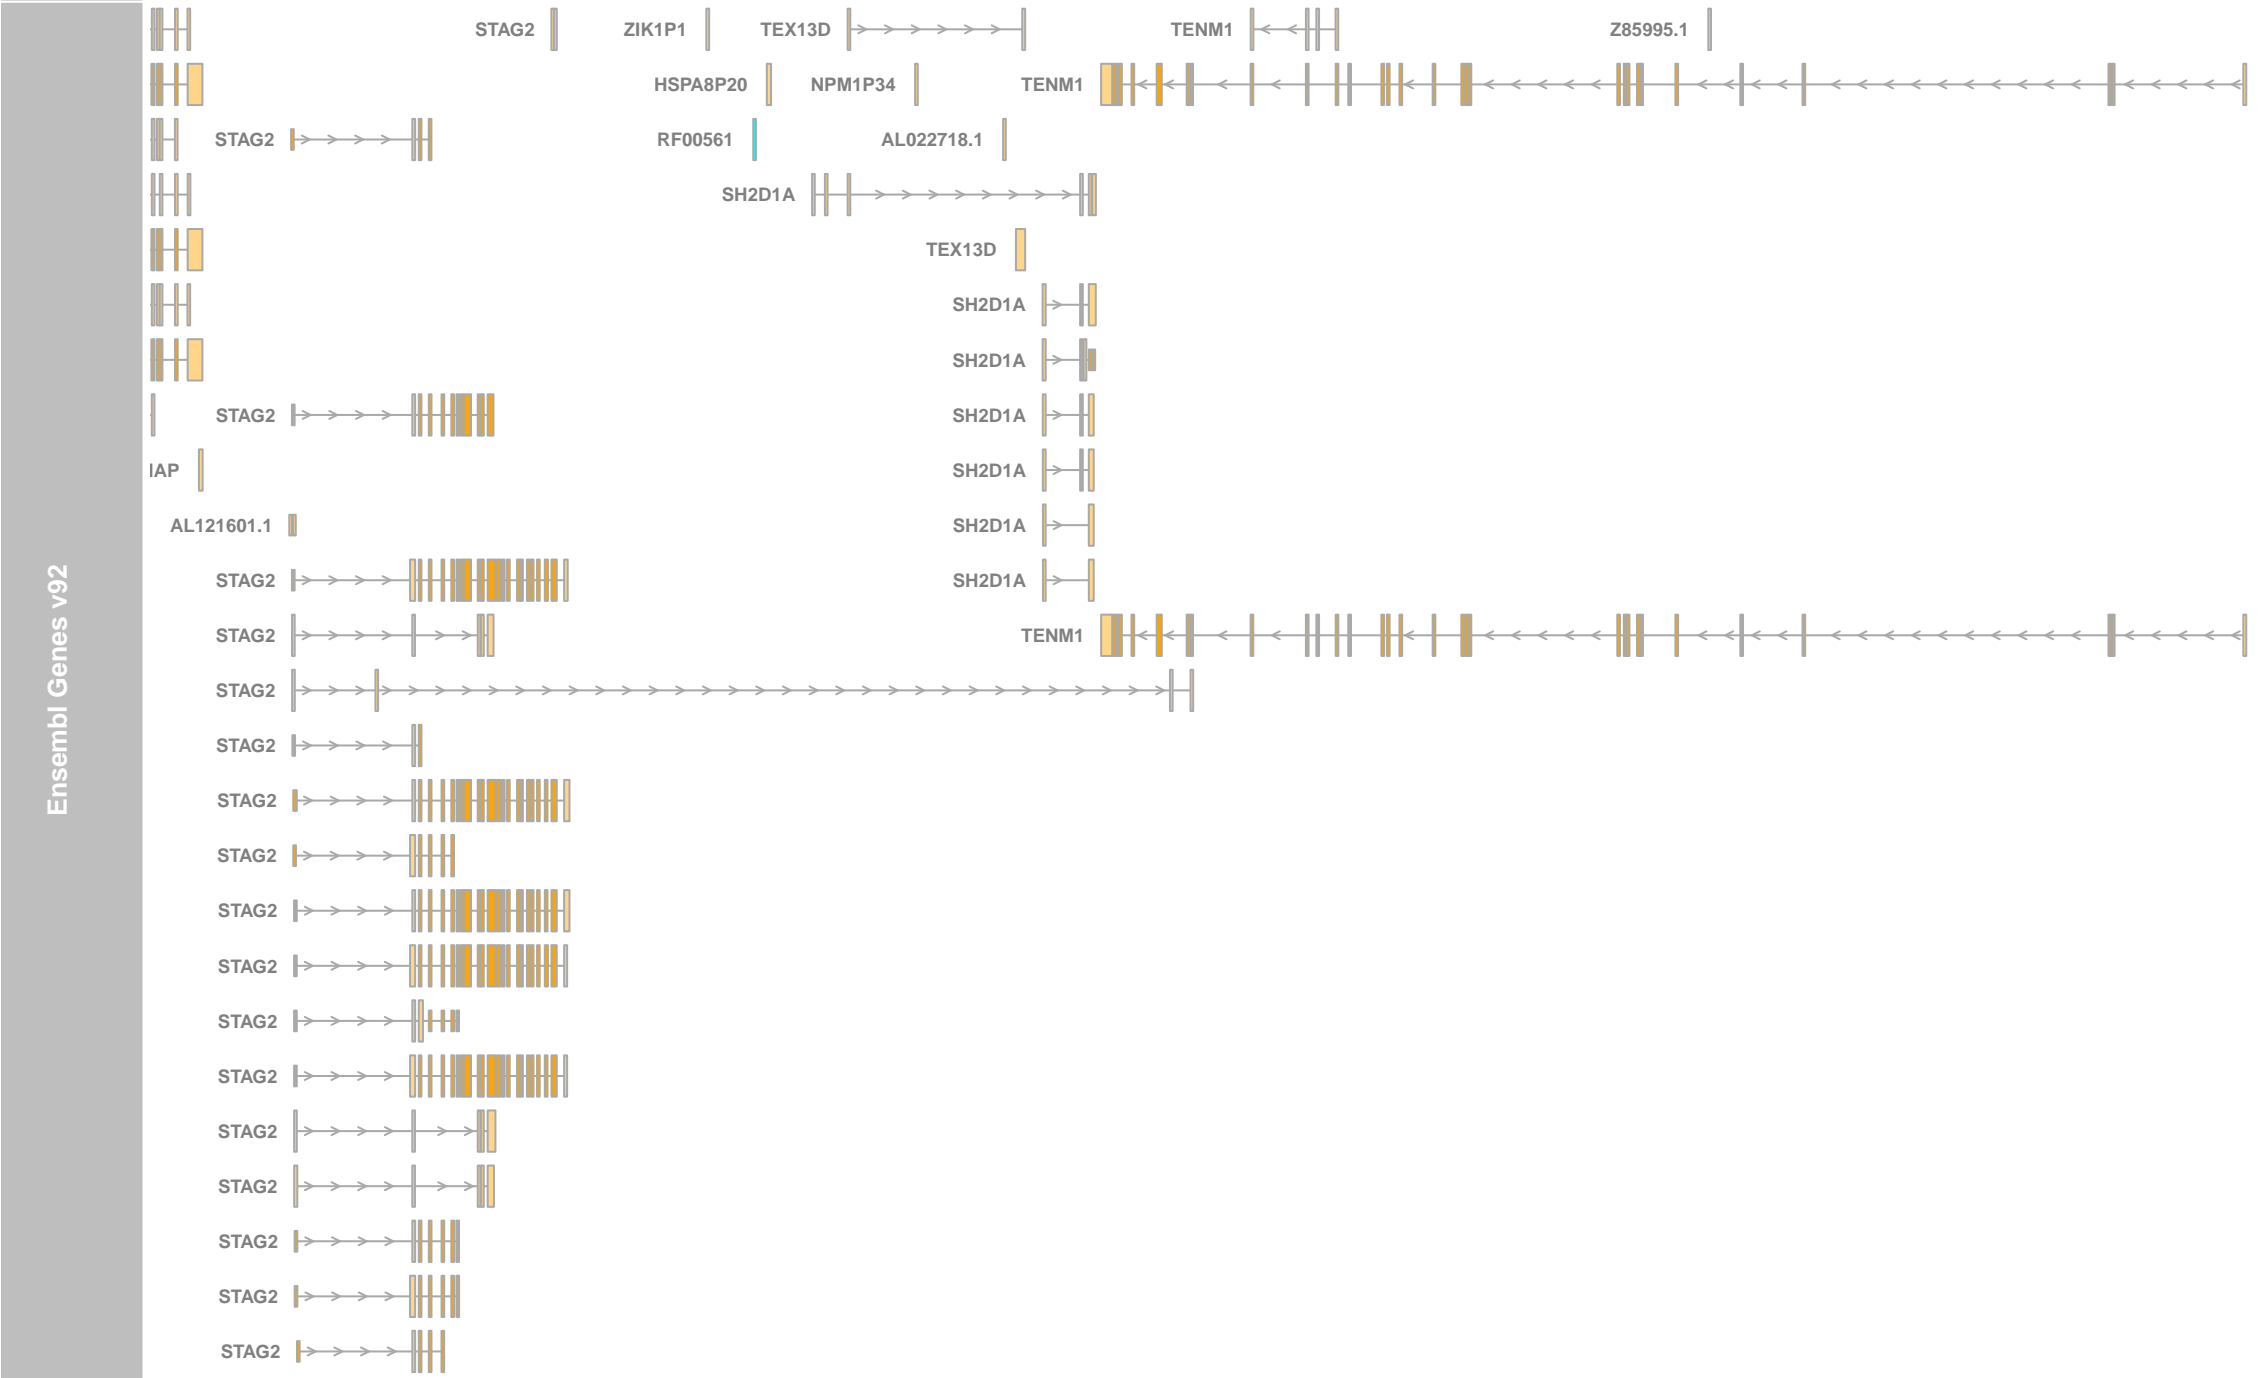 Ensembl Genes v92
STAG2 ZIK1P1 TEX13D TENM1 Z85995.1
HSPA8P20 NPM1P34 TENM1
STAG2 RF00561 AL022718.1
SH2D1A
TEX13D
SH2D1A
SH2D1A
STAG2 SH2D1A
IAP SH2D1A
AL121601.1 SH2D1A
STAG2 SH2D1A
STAG2 TENM1
STAG2
STAG2
STAG2
STAG2
STAG2
STAG2
STAG2
STAG2
STAG2
STAG2
STAG2
STAG2
STAG2